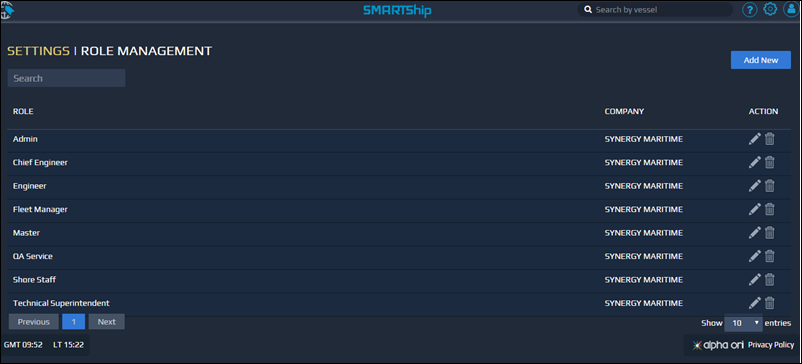 SMARTShip
Search by vessel
?
SETTINGS | ROLE MANAGEMENT
Add New
Search
ROLE COMPANY ACTION
Admin SYNERGY MARITIME
Chief Engineer SYNERGY MARITIME
Engineer SYNERGY MARITIME
Fleet Manager SYNERGY MARITIME
Master SYNERGY MARITIME
QA Service SYNERGY MARITIME
Shore Staff SYNERGY MARITIME
Technical Superintendent SYNERGY MARITIME
Previous 1 Next Show 10 entries
GMT 09:52 LT 15:22 alpha ori Privacy Policy